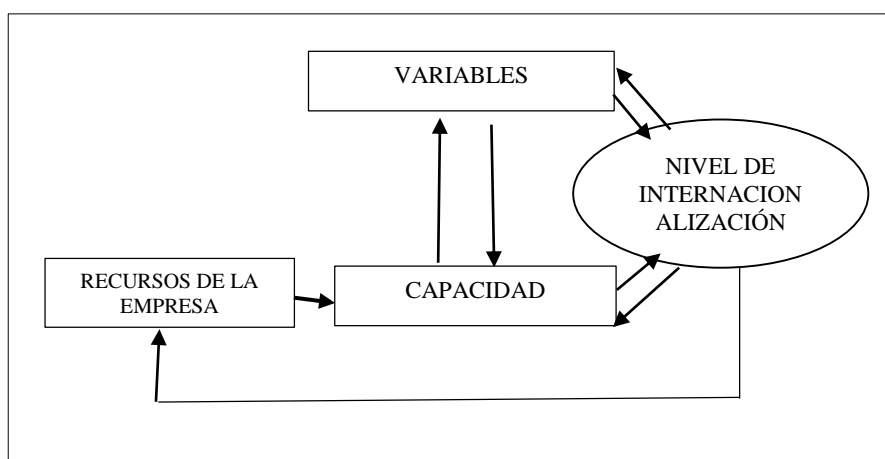 VARIABLES
NIVEL DE
INTERNACION
ALIZACIÓN
RECURSOS DE LA
EMPRESA
CAPACIDAD